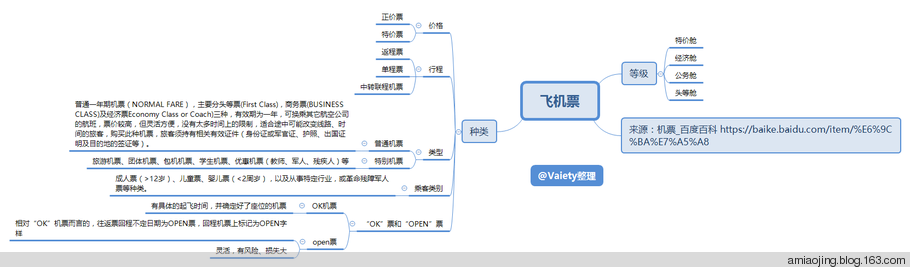 正价票
特价票
价格
返程票
单程票
中转联程机票
行程
普通一年期机票（NORMAL FARE），主要分头等票(First Class)，商务票(BUSINESS
CLASS)及经济票Economy Class or Coach)三种，有效期为一年，可换乘其它航空公司
的航班，票价较高，但灵活方便，没有太多时间上的限制，适合途中可能改变线路、时
间的旅客，购买此种机票，旅客须持有相关有效证件（身份证或军官证、护照、出国证
明及目的地的签证等）。
普通机票
旅游机票、团体机票、包机机票、学生机票、优惠机票（教师、军人、残疾人）等
特别机票
类型
成人票（>12岁）、儿童票、婴儿票（<2周岁），以及从事特定行业，或革命残障军人
票等种类。
乘客类别
有具体的起飞时间，并确定好了座位的机票
OK机票
相对“OK”机票而言的，往返票回程不定日期为OPEN票，回程机票上标记为OPEN字
样
灵活，有风险、损失大
open票
“OK”票和“OPEN”票
种类
飞机票
等级
特价舱
经济舱
公务舱
头等舱
来源：机票_百度百科 https://baike.baidu.com/item/%E6%9C
%BA%E7%A5%A8
@Vaiety整理
amiaojing.blog.163.com